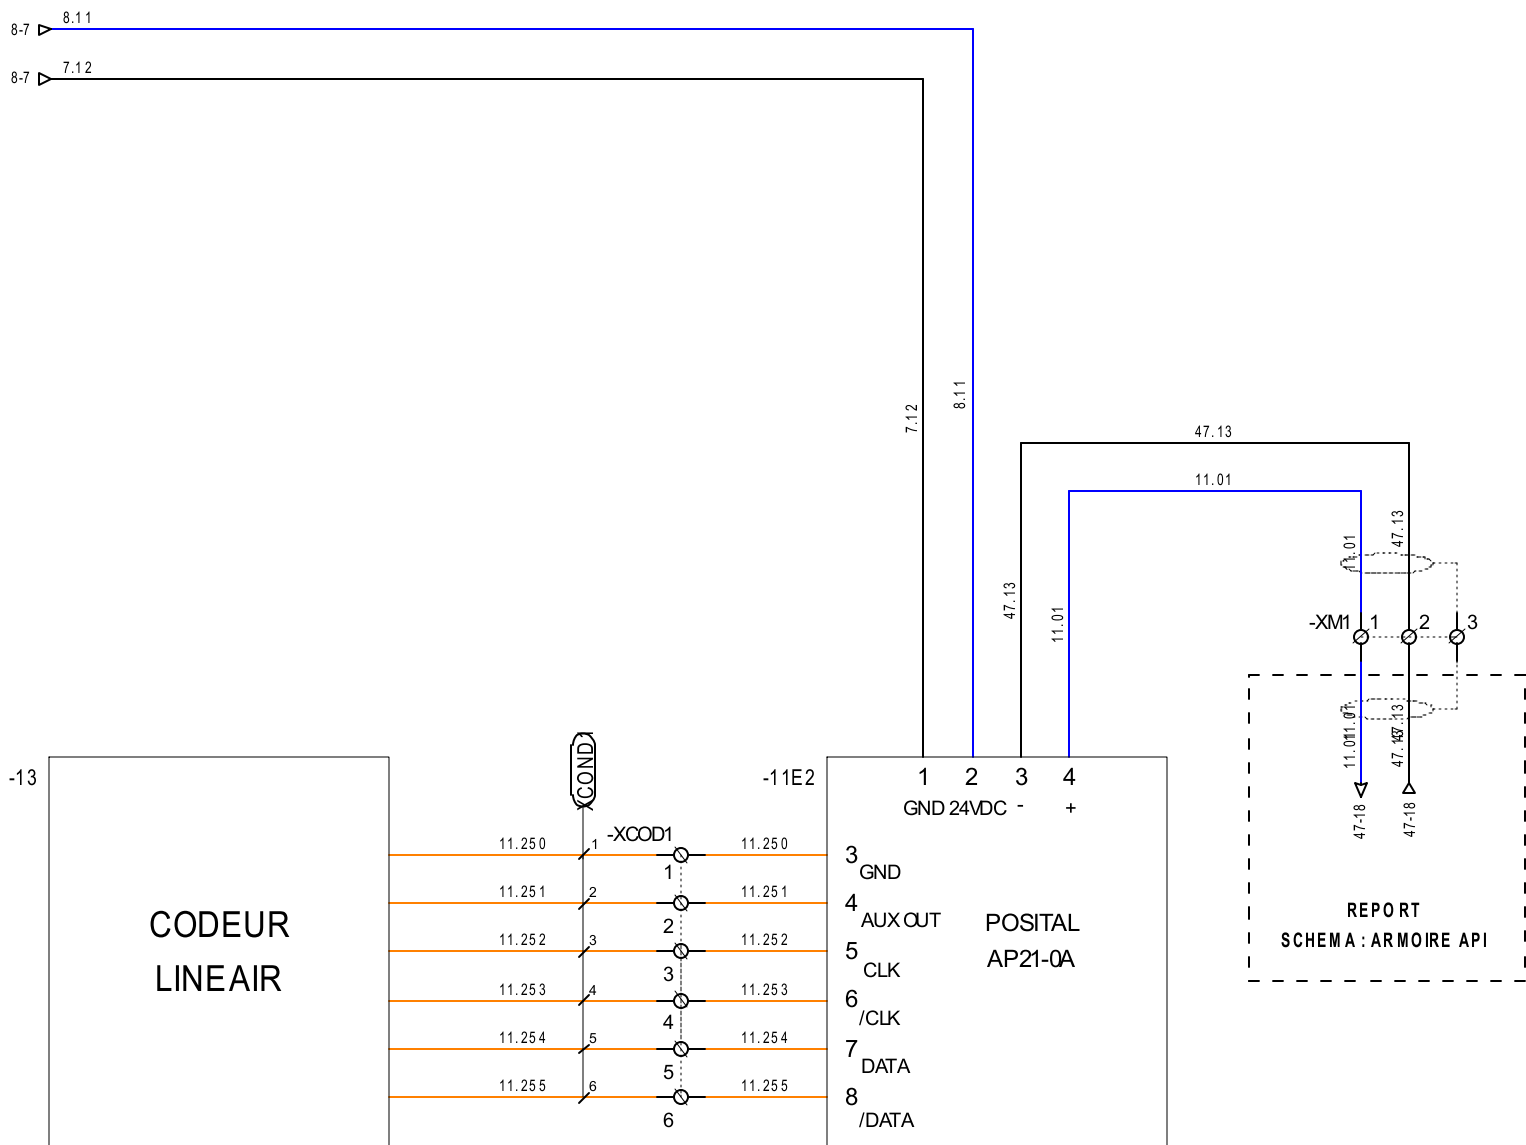 8-7 8.11
8-7 7.12
7.12
8.11
47.13
11.01
47.13
11.01
11.01
47.13
-XM1 1 2 3
11.01
47.13
11.01
47.13
47-18
47-18
REPORT
SCHEMA : ARMOIRE API
-13
CODEUR
LINEAIR
XCOND1
-XCOD1
11.250 1 1 11.250
11.251 2 2 11.251
11.252 3 3 11.252
11.253 4 4 11.253
11.254 5 5 11.254
11.255 6 6 11.255
-11E2
1 2 3 4
GND 24VDC - +
3 GND
4 AUX OUT
5 CLK
6 /CLK
7 DATA
8 /DATA
POSITAL
AP21-0A